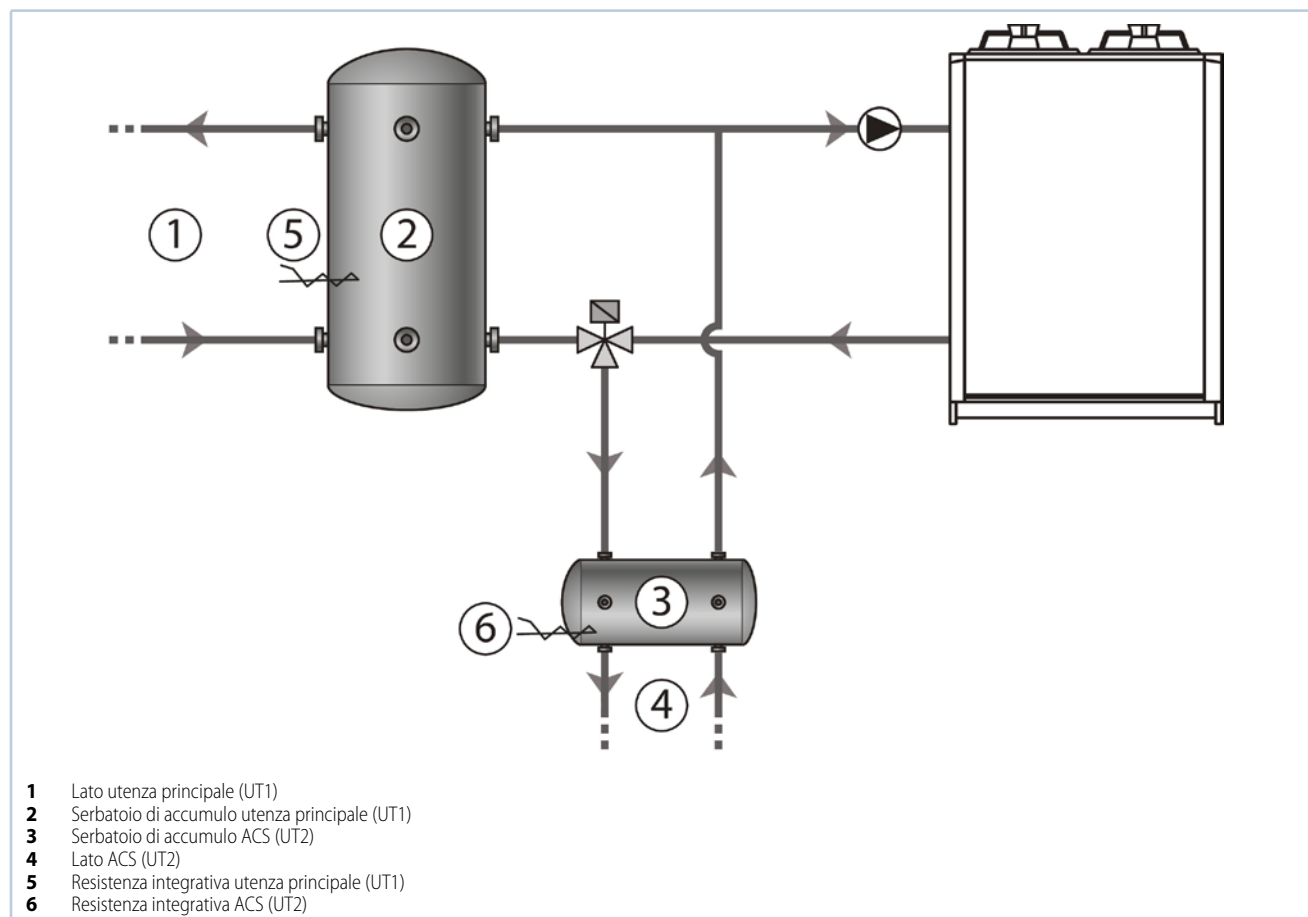 1
5
2
3
6
4
1 Lato utenza principale (UT1)
2 Serbatoio di accumulo utenza principale (UT1)
3 Serbatoio di accumulo ACS (UT2)
4 Lato ACS (UT2)
5 Resistenza integrativa utenza principale (UT1)
6 Resistenza integrativa ACS (UT2)